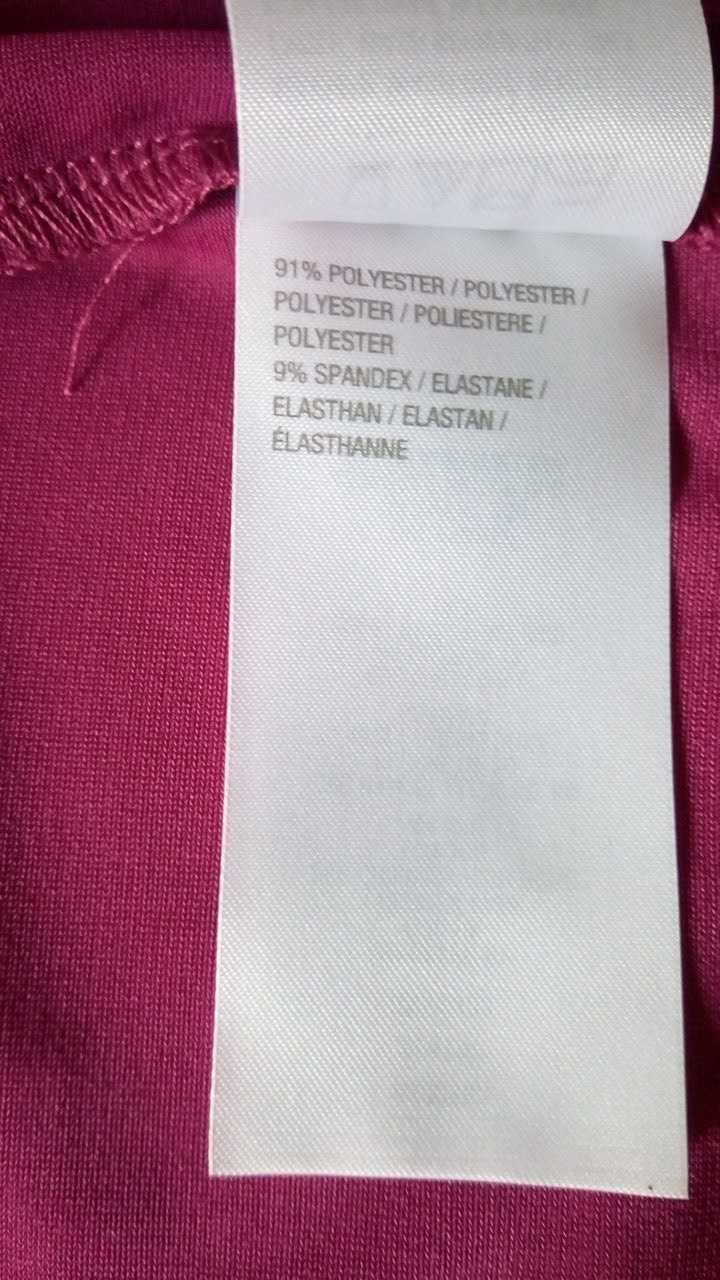 91% POLYESTER / POLYESTER /
POLYESTER / POLIESTERE /
POLYESTER
9% SPANDEX / ELASTANE /
ELASTHAN / ELASTAN /
ÉLASTHANNE